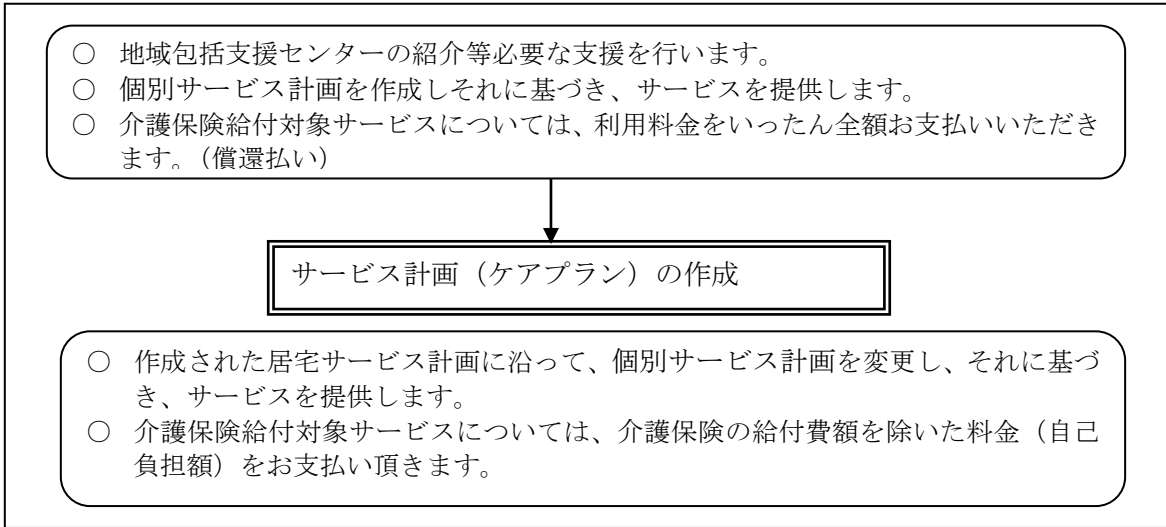 ○ 地域包括支援センターの紹介等必要な支援を行います。
○ 個別サービス計画を作成しそれに基づき、サービスを提供します。
○ 介護保険給付対象サービスについては、利用料金をいったん全額お支払いいただき
ます。（償還払い）
サービス計画（ケアプラン）の作成
○ 作成された居宅サービス計画に沿って、個別サービス計画を変更し、それに基づ
き、サービスを提供します。
○ 介護保険給付対象サービスについては、介護保険の給付費額を除いた料金（自己
負担額）をお支払い頂きます。